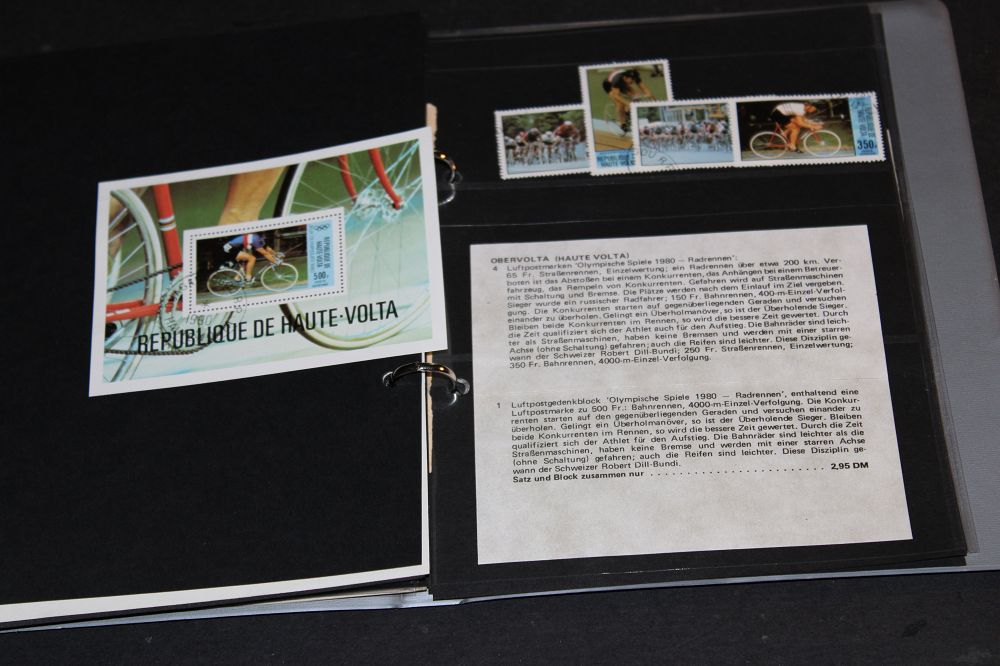 REPUBLIQUE DE
HAUTE·VOLTA
500F
1980
REPUBLIQUE DE HAUTE·VOLTA
REPUBLIQUE
HAUTE VO
REPUBLIQUE DE
HAUTE VOLTA
350F
OBERVOLTA (HAUTE VOLTA)
4 Luftpostmarken 'Olympische Spiele 1980 — Radrennen':
65 Fr. Straßenrennen, Einzelwertung; ein Radrennen über etwa 200 km. Ver-
boten ist das Abstoßen bei einem Konkurrenten, das Anhängen bei einem Betreuer-
fahrzeug, das Rempeln von Konkurrenten. Gefahren wird auf Straßenmaschinen
mit Schaltung und Bremse. Die Plätze werden nach dem Einlauf im Ziel vergeben.
Sieger wurde ein russischer Radfahrer; 150 Fr. Bahnrennen, 400-m-Einzel-Verfol-
gung. Die Konkurrenten starten auf gegenüberliegenden Geraden und versuchen
einander zu überholen. Gelingt ein Überholmanöver, so ist der Überholende Sieger.
Bleiben beide Konkurrenten im Rennen, so wird die bessere Zeit gewertet. Durch
die Zeit qualifiziert sich der Athlet auch für den Aufstieg. Die Bahnräder sind leich-
ter als Straßenmaschinen, haben keine Bremsen und werden mit einer starren
Achse (ohne Schaltung) gefahren; auch die Reifen sind leichter. Diese Disziplin ge-
wann der Schweizer Robert Dill-Bundi; 250 Fr. Straßenrennen, Einzelwertung;
350 Fr. Bahnrennen, 4000-m-Einzel-Verfolgung.
1 Luftpostgedenkblock 'Olympische Spiele 1980 — Radrennen', enthaltend eine
Luftpostmarke zu 500 Fr.: Bahnrennen, 4000-m-Einzel-Verfolgung. Die Konkur-
renten starten auf den gegenüberliegenden Geraden und versuchen einander zu
überholen. Gelingt ein Überholmanöver, so ist der Überholende Sieger. Bleiben
beide Konkurrenten im Rennen, so wird die bessere Zeit gewertet. Durch die Zeit
qualifiziert sich der Athlet für den Aufstieg. Die Bahnräder sind leichter als die
Straßenmaschinen, haben keine Bremse und werden mit einer starren Achse
(ohne Schaltung) gefahren; auch die Reifen sind leichter. Diese Disziplin ge-
wann der Schweizer Robert Dill-Bundi.
Satz und Block zusammen nur . . . . . . . . . . . . . . . . . . . . 2,95 DM